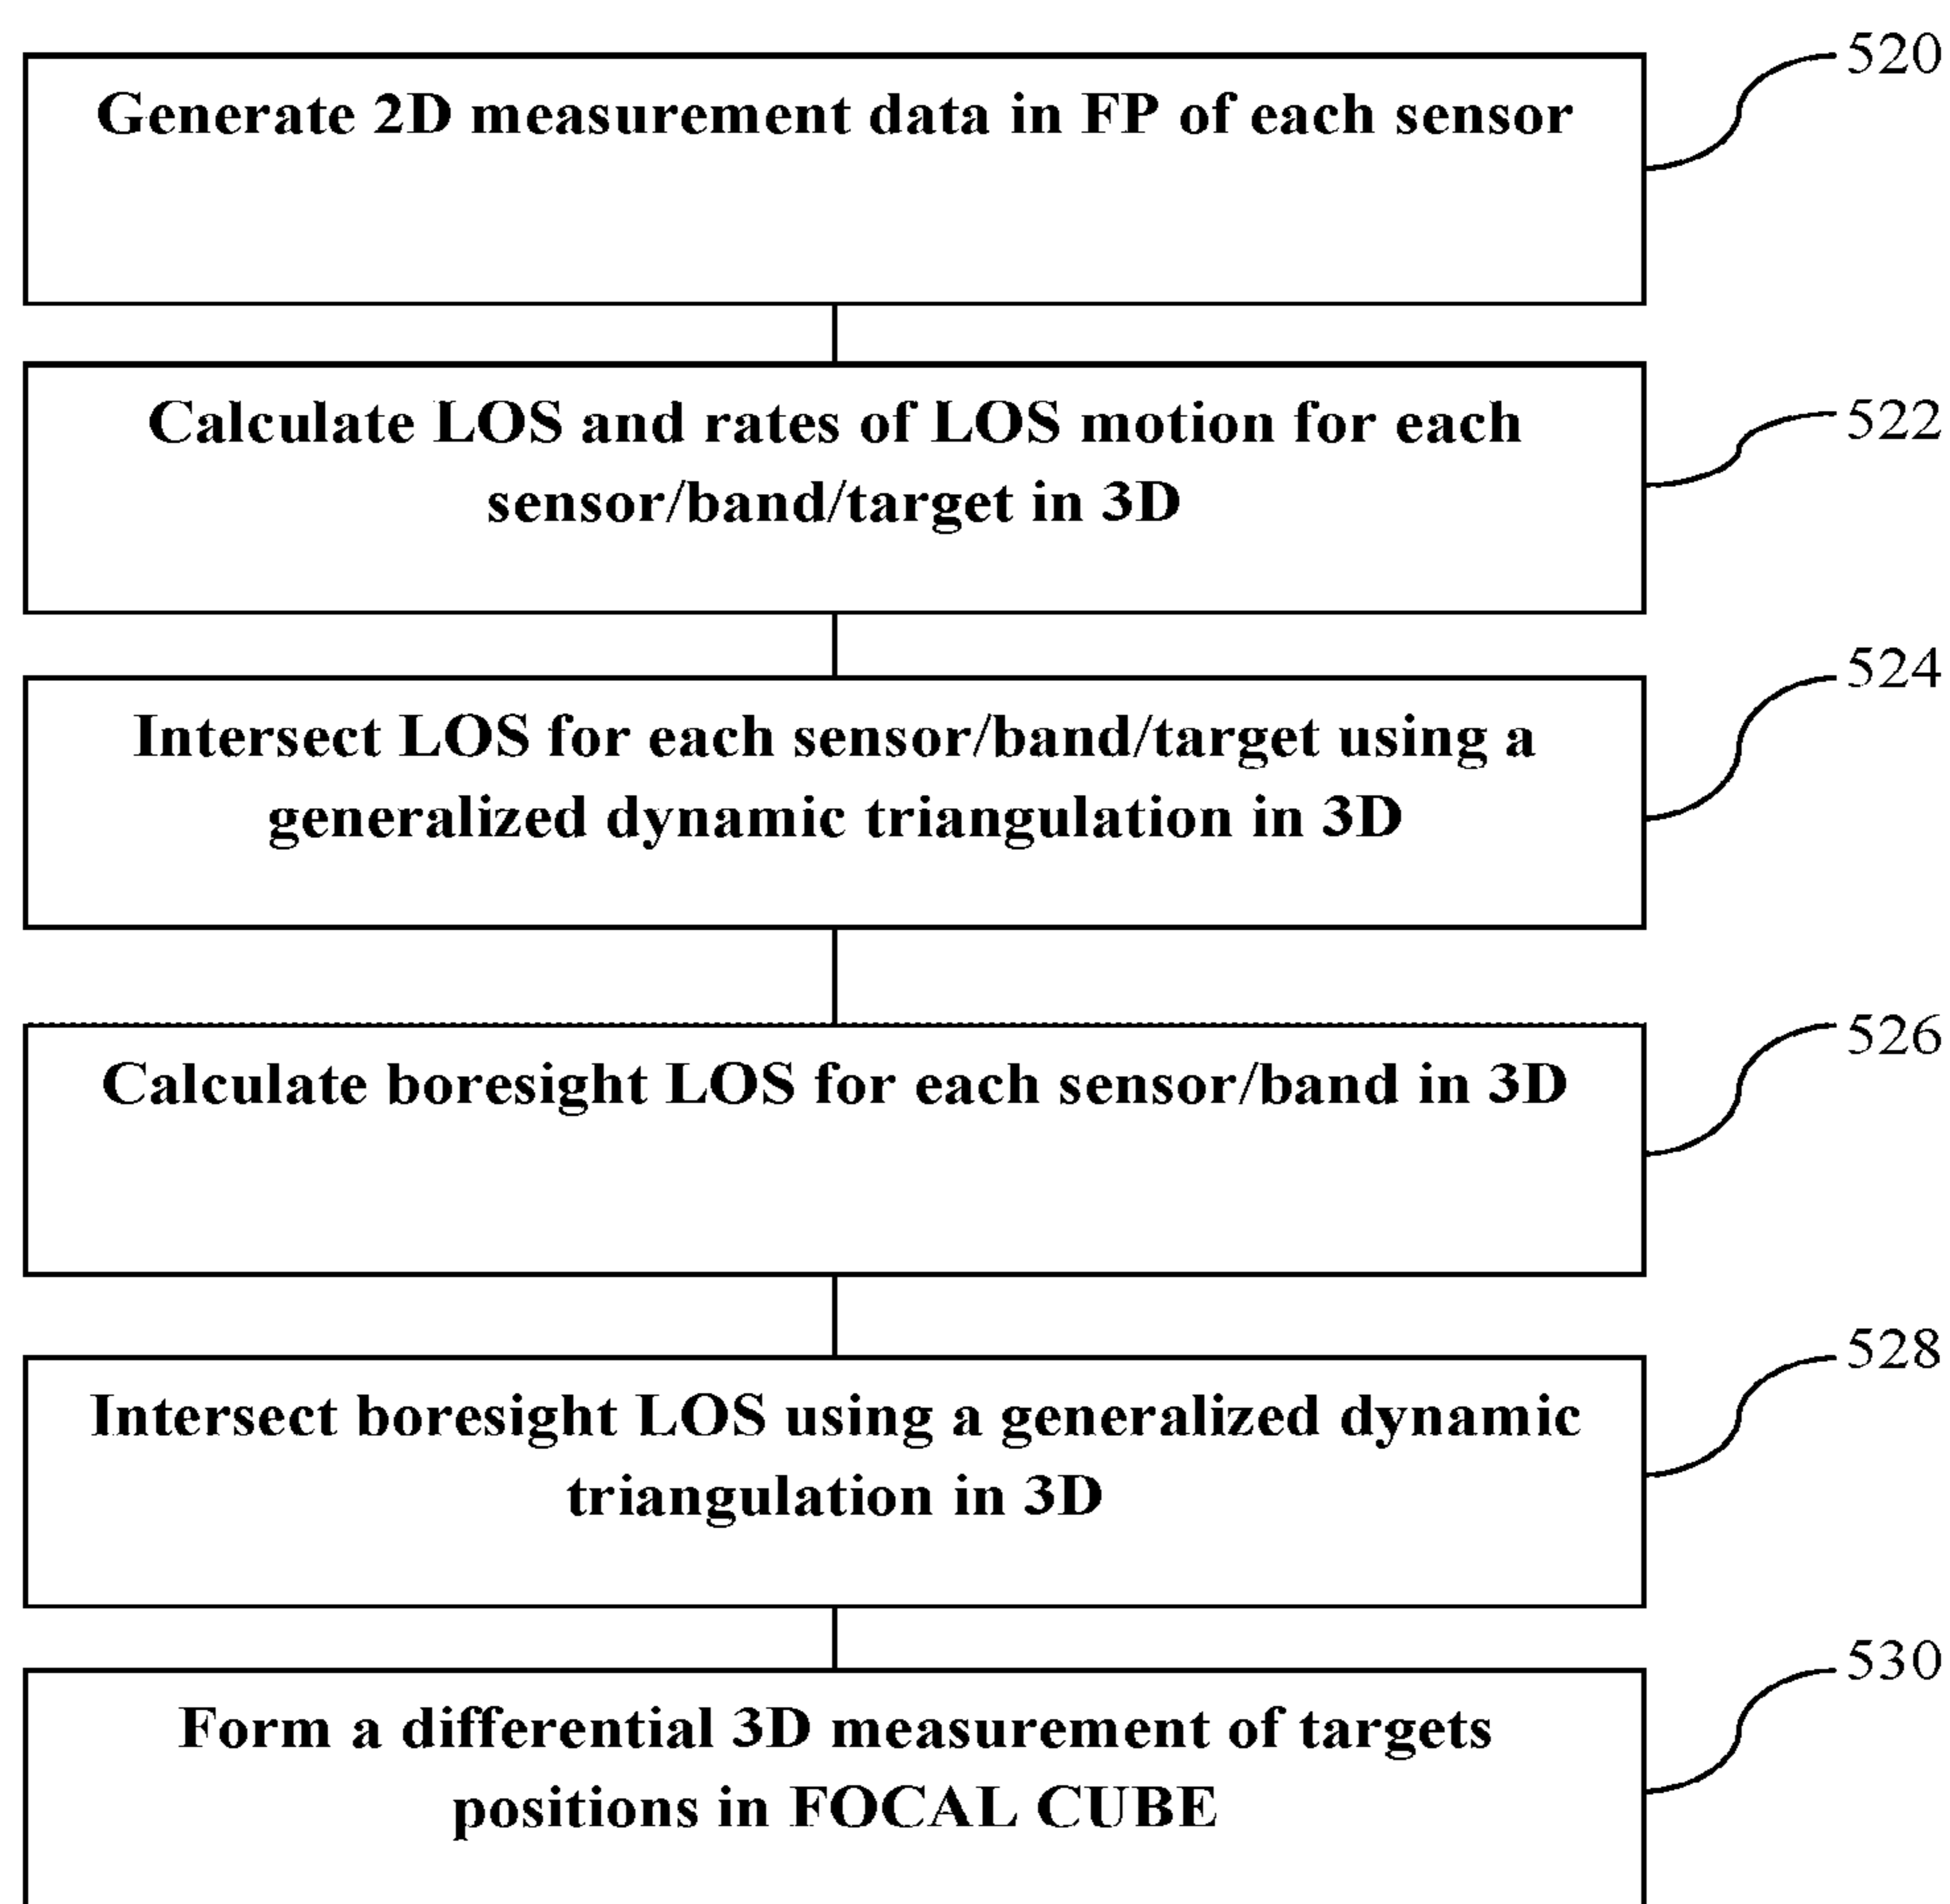 520
Generate 2D measurement data in FP of each sensor
522
Calculate LOS and rates of LOS motion for each
sensor/band/target in 3D
524
Intersect LOS for each sensor/band/target using a
generalized dynamic triangulation in 3D
526
Calculate boresight LOS for each sensor/band in 3D
528
Intersect boresight LOS using a generalized dynamic
triangulation in 3D
530
Form a differential 3D measurement of targets
positions in FOCAL CUBE